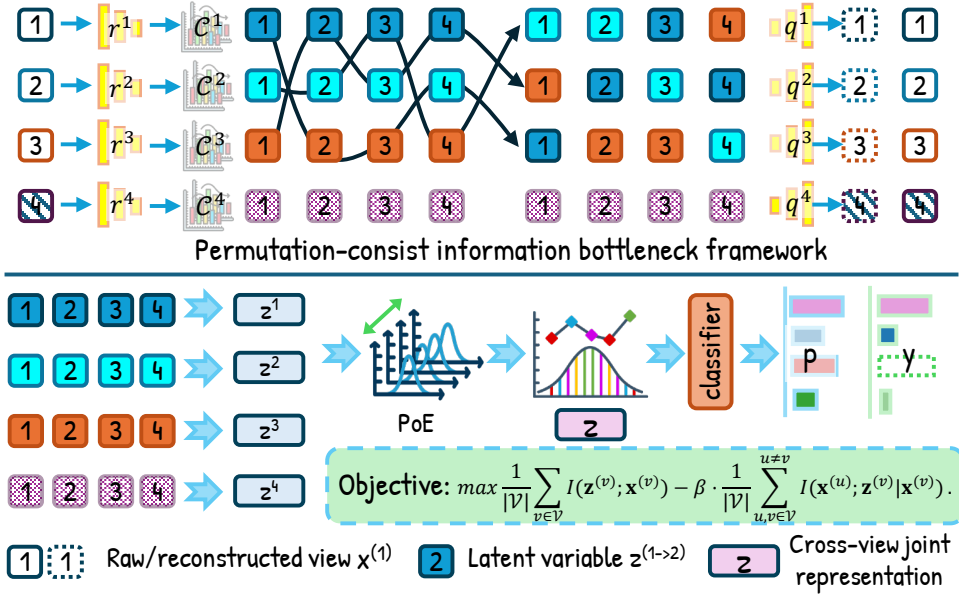 1 r¹ C¹ 1 2 3 4 1 2 3 4 q¹ 1 1
2 r² C² 1 2 3 4 1 2 3 4 q² 2 2
3 r³ C³ 1 2 3 4 1 2 3 4 q³ 3 3
4 r⁴ C⁴ 1 2 3 4 1 2 3 4 q⁴ 4 4
Permutation-consist information bottleneck framework
1 2 3 4 z¹
1 2 3 4 z²
1 2 3 4 z³
1 2 3 4 z⁴
PoE
z
classifier
p
y
Objective: max 1/|𝒱| ∑_{v∈𝒱} I(𝐳^(v); 𝐱^(v)) − β · 1/|𝒱| ∑_{u,v∈𝒱}^{u≠v} I(𝐱^(u); 𝐳^(v)|𝐱^(v)).
1 1 Raw/reconstructed view x⁽¹⁾
2 Latent variable z^(1->2)
z Cross-view joint
representation